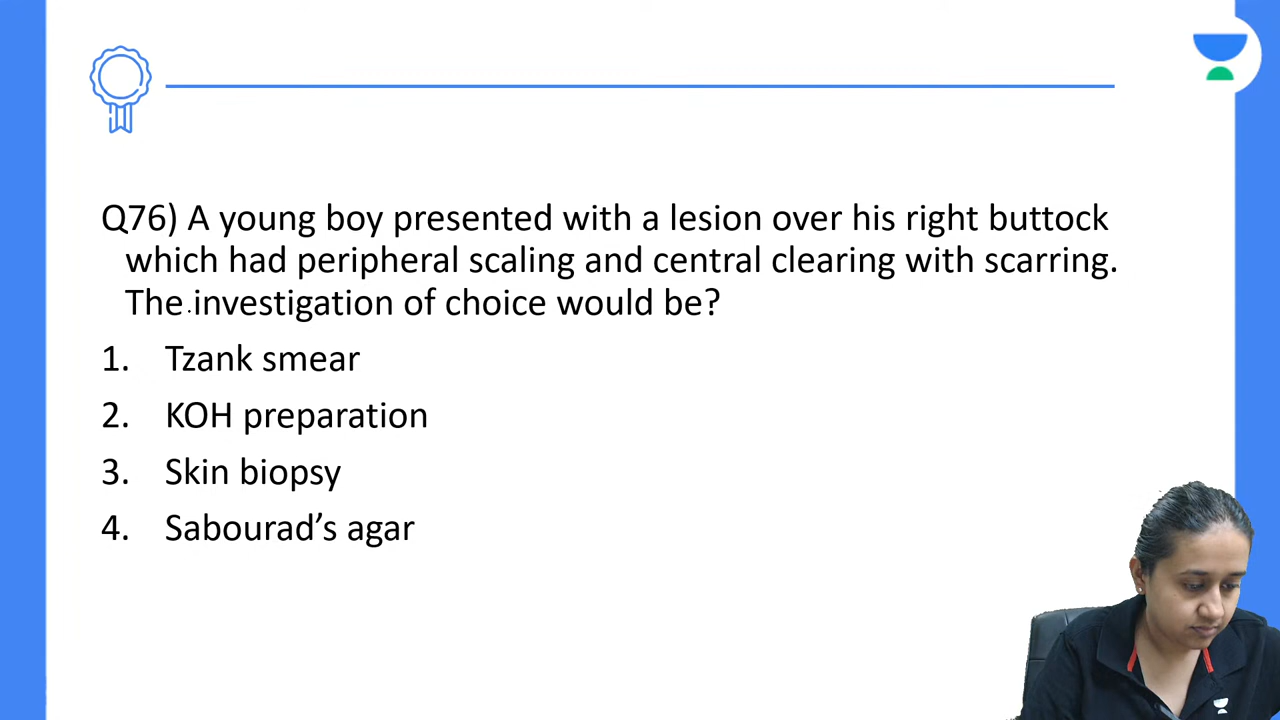 Q76) A young boy presented with a lesion over his right buttock
which had peripheral scaling and central clearing with scarring.
The investigation of choice would be?
1. Tzank smear
2. KOH preparation
3. Skin biopsy
4. Sabourad’s agar